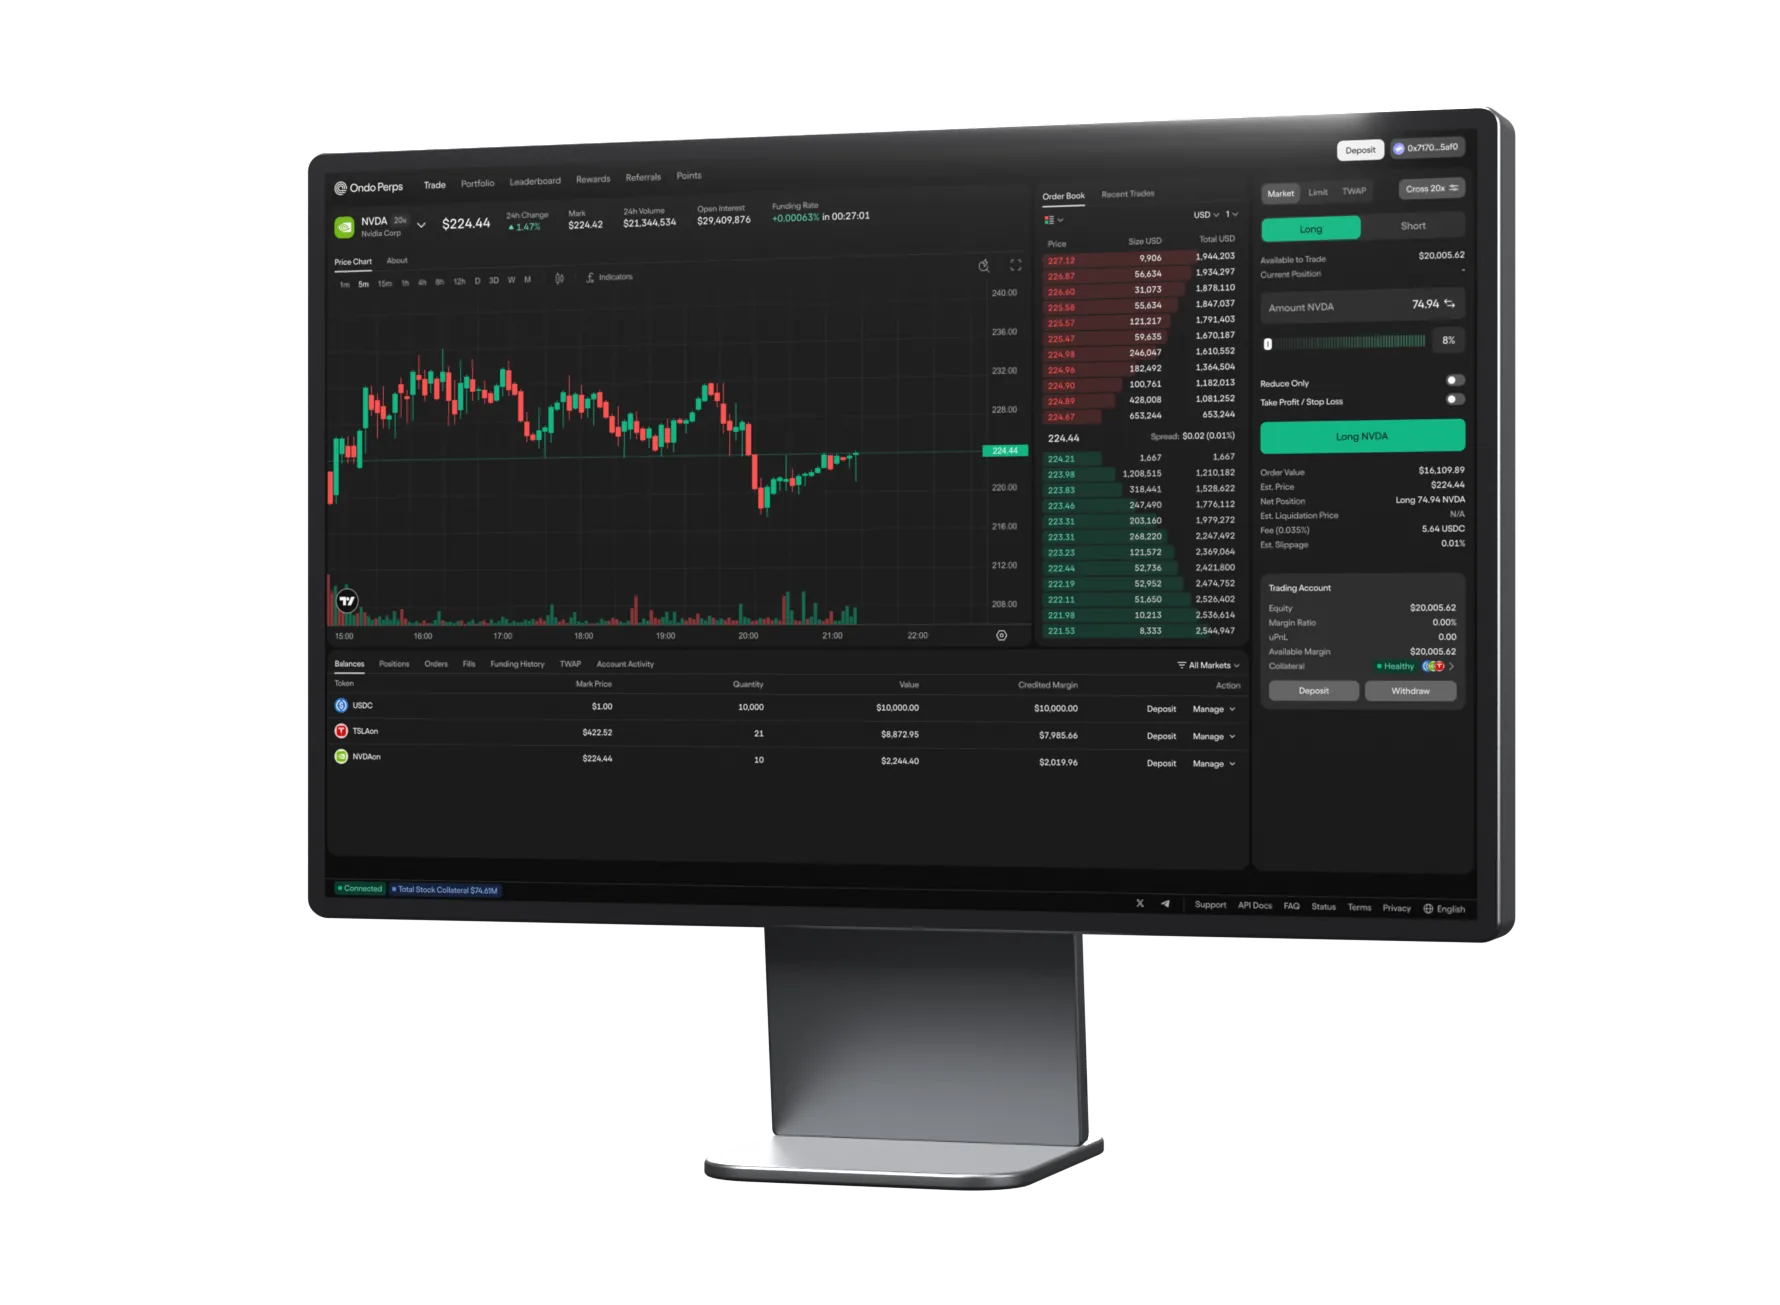 Deposit
0x7170...5af0
Ondo Perps
Trade
Portfolio
Leaderboard
Rewards
Referrals
Points
NVDA 20x
Nvidia Corp
$224.44
24h Change
1.47%
Mark
$224.42
24h Volume
$21,344,534
Open Interest
$29,409,876
Funding Rate
+0.00063% in 00:27:01
Price Chart
About
1m 5m 15m 1h 4h 8h 12h D 3D W M
Indicators
240.00
236.00
232.00
228.00
224.44
220.00
216.00
212.00
208.00
15:00 16:00 17:00 18:00 19:00 20:00 21:00 22:00
Order Book
Recent Trades
USD 1
Price Size USD Total USD
227.12 9,906 1,944,203
226.87 56,634 1,934,297
226.60 31,073 1,878,110
225.58 55,634 1,847,037
225.57 121,217 1,791,403
225.47 59,635 1,670,187
224.98 246,047 1,610,552
224.96 182,492 1,364,504
224.90 100,761 1,182,013
224.89 428,008 1,081,252
224.67 653,244 653,244
224.44 Spread: $0.02 (0.01%)
224.21 1,667 1,667
223.98 1,208,515 1,210,182
223.83 318,441 1,528,622
223.46 247,490 1,776,112
223.31 203,160 1,979,272
223.31 268,220 2,247,492
223.23 121,572 2,369,064
222.44 52,736 2,421,800
222.19 52,952 2,474,752
222.11 51,650 2,526,402
221.98 10,213 2,536,614
221.53 8,333 2,544,947
Market
Limit
TWAP
Cross 20x
Long
Short
Available to Trade $20,005.62
Current Position -
Amount NVDA 74.94
8%
Reduce Only
Take Profit / Stop Loss
Long NVDA
Order Value $16,109.89
Est. Price $224.44
Net Position Long 74.94 NVDA
Est. Liquidation Price N/A
Fee (0.035%) 5.64 USDC
Est. Slippage 0.01%
Trading Account
Equity $20,005.62
Margin Ratio 0.00%
uPnL 0.00
Available Margin $20,005.62
Collateral Healthy
Deposit
Withdraw
Balances
Positions
Orders
Fills
Funding History
TWAP
Account Activity
All Markets
Token Mark Price Quantity Value Credited Margin Action
USDC $1.00 10,000 $10,000.00 $10,000.00 Deposit Manage
TSLAon $422.52 21 $8,872.95 $7,985.66 Deposit Manage
NVDAon $224.44 10 $2,244.40 $2,019.96 Deposit Manage
Connected
Total Stock Collateral $74.61M
X
Support
API Docs
FAQ
Status
Terms
Privacy
English